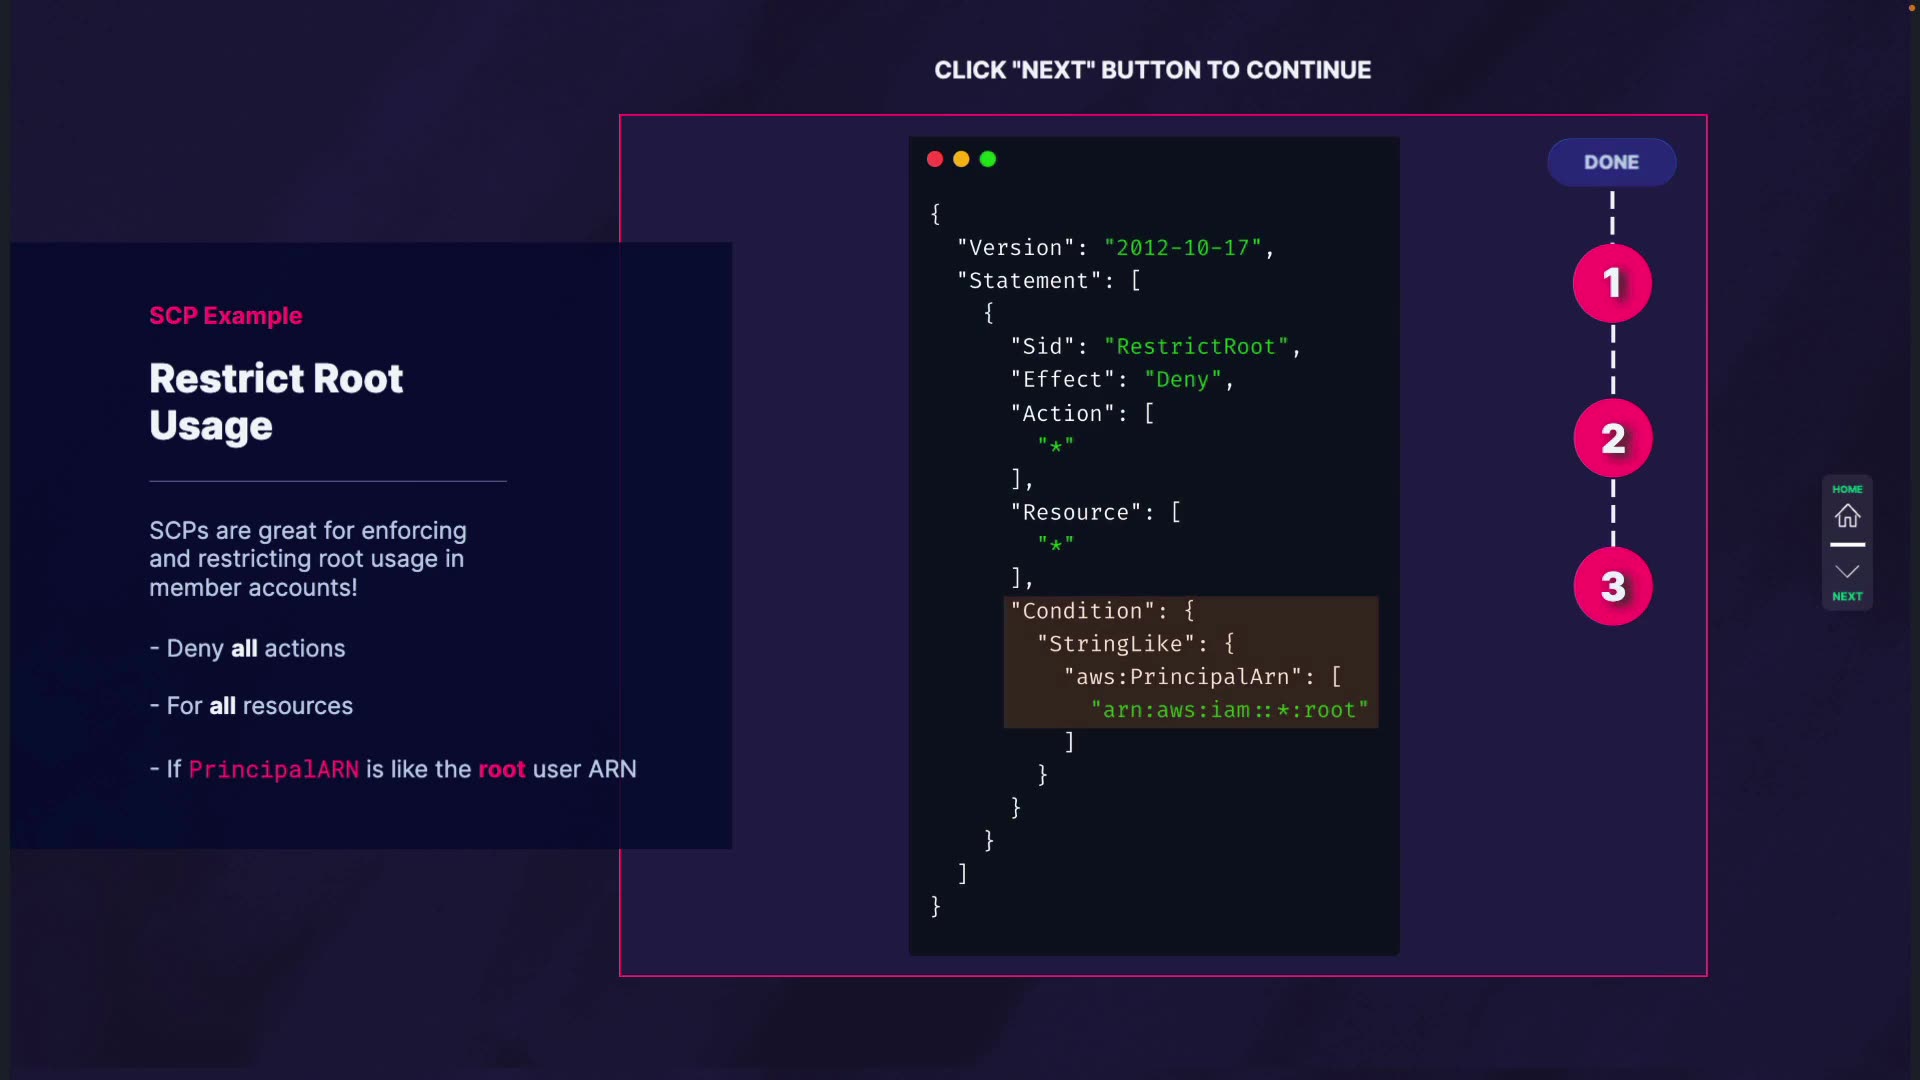 CLICK "NEXT" BUTTON TO CONTINUE
SCP Example
Restrict Root
Usage
SCPs are great for enforcing
and restricting root usage in
member accounts!
- Deny all actions
- For all resources
- If PrincipalARN is like the root user ARN
{
"Version": "2012-10-17",
"Statement": [
{
"Sid": "RestrictRoot",
"Effect": "Deny",
"Action": [
"*"
],
"Resource": [
"*"
],
"Condition": {
"StringLike": {
"aws:PrincipalArn": [
"arn:aws:iam::*:root"
]
}
}
}
]
}
DONE
1
2
3
HOME
NEXT